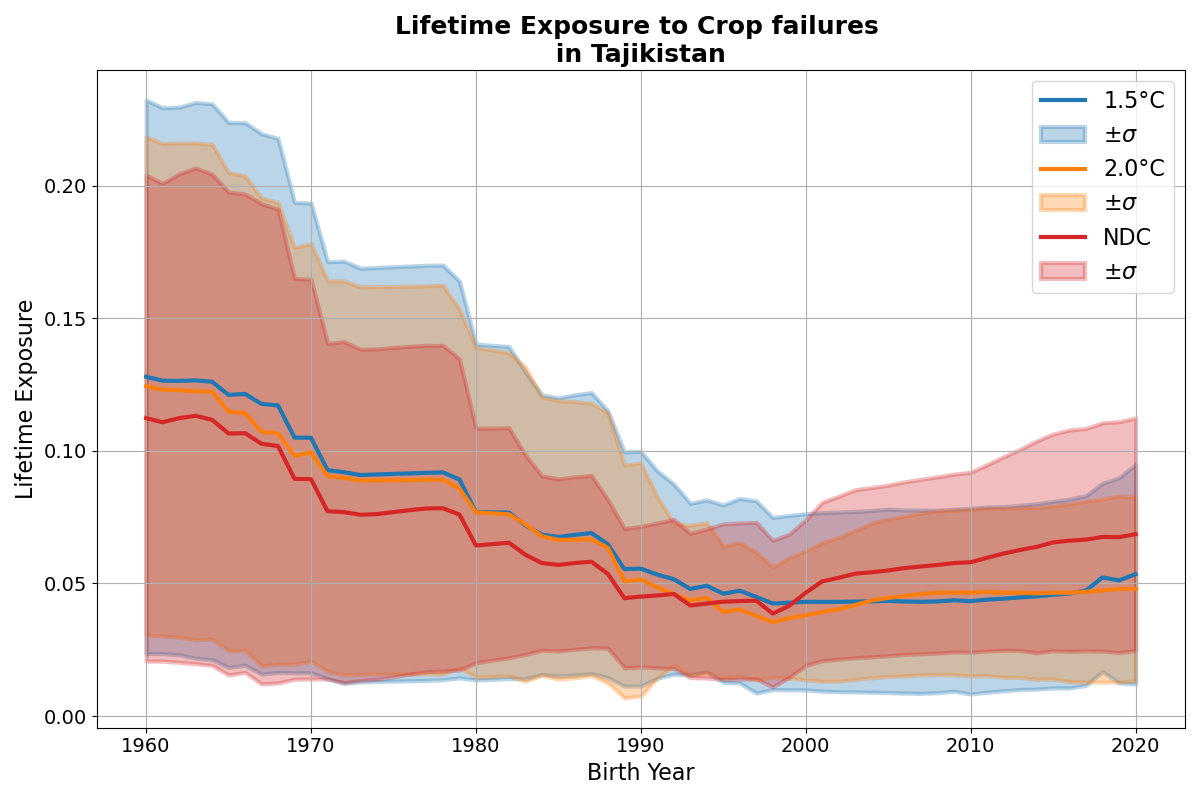 Lifetime Exposure to Crop failures
in Tajikistan
1.5°C
±σ
2.0°C
±σ
NDC
±σ
Lifetime Exposure
0.20
0.15
0.10
0.05
0.00
1960
1970
1980
1990
2000
2010
2020
Birth Year